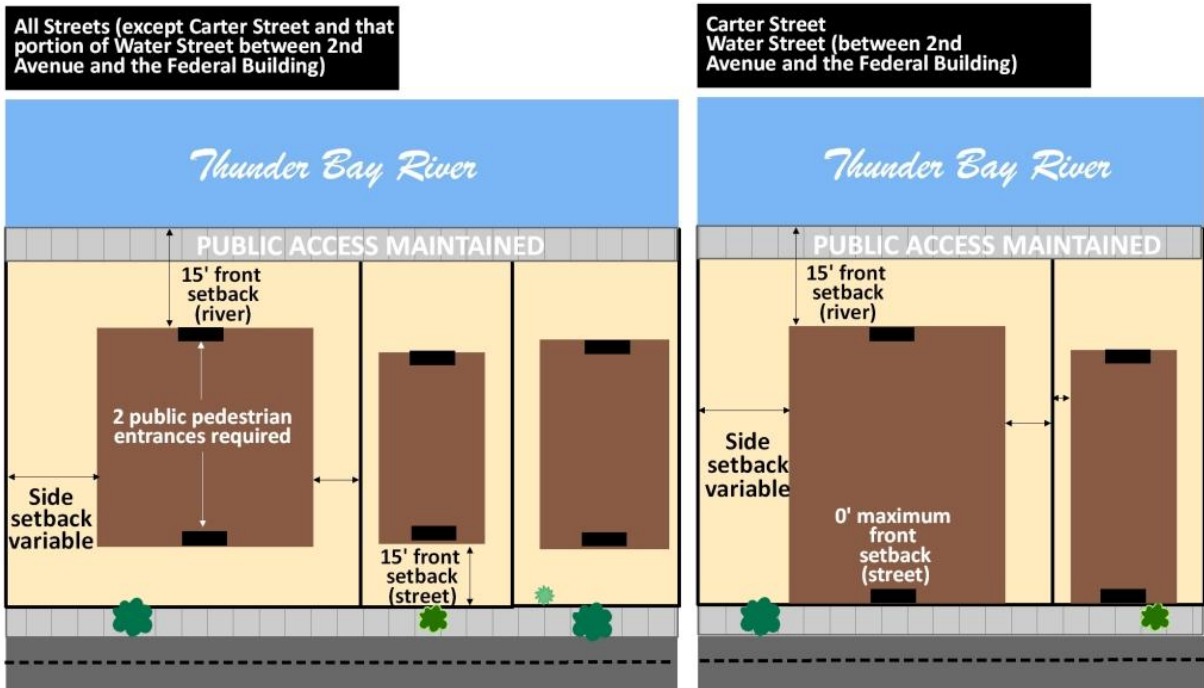 All Streets (except Carter Street and that
portion of Water Street between 2nd
Avenue and the Federal Building)
Thunder Bay River
PUBLIC ACCESS MAINTAINED
15' front
setback
(river)
2 public pedestrian
entrances required
Side
setback
variable
15' front
setback
(street)
Carter Street
Water Street (between 2nd
Avenue and the Federal Building)
Thunder Bay River
PUBLIC ACCESS MAINTAINED
15' front
setback
(river)
Side
setback
variable
0' maximum
front
setback
(street)